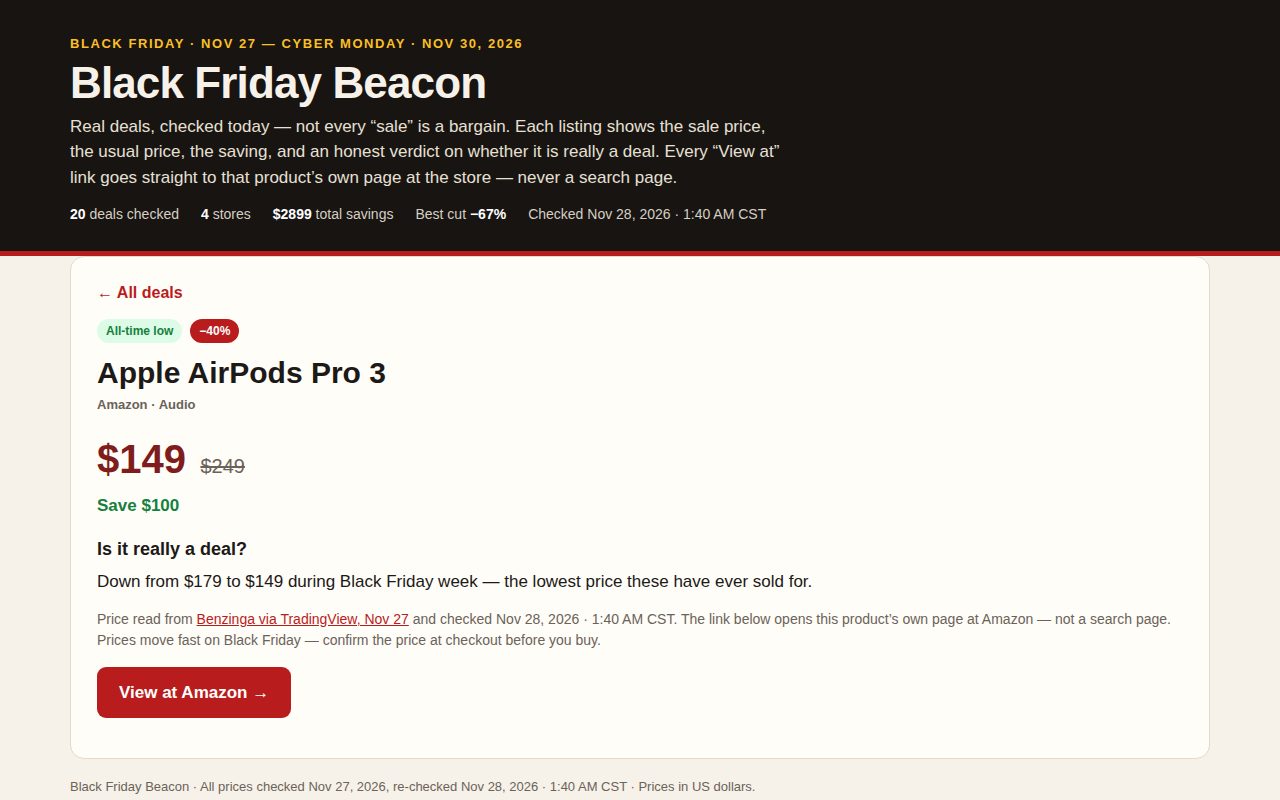 BLACK FRIDAY · NOV 27 — CYBER MONDAY · NOV 30, 2026
Black Friday Beacon
Real deals, checked today — not every “sale” is a bargain. Each listing shows the sale price,
the usual price, the saving, and an honest verdict on whether it is really a deal. Every “View at”
link goes straight to that product’s own page at the store — never a search page.
20 deals checked 4 stores $2899 total savings Best cut −67% Checked Nov 28, 2026 · 1:40 AM CST
← All deals
All-time low −40%
Apple AirPods Pro 3
Amazon · Audio
$149 $249
Save $100
Is it really a deal?
Down from $179 to $149 during Black Friday week — the lowest price these have ever sold for.
Price read from Benzinga via TradingView, Nov 27 and checked Nov 28, 2026 · 1:40 AM CST. The link below opens this product’s own page at Amazon — not a search page.
Prices move fast on Black Friday — confirm the price at checkout before you buy.
View at Amazon →
Black Friday Beacon · All prices checked Nov 27, 2026, re-checked Nov 28, 2026 · 1:40 AM CST · Prices in US dollars.